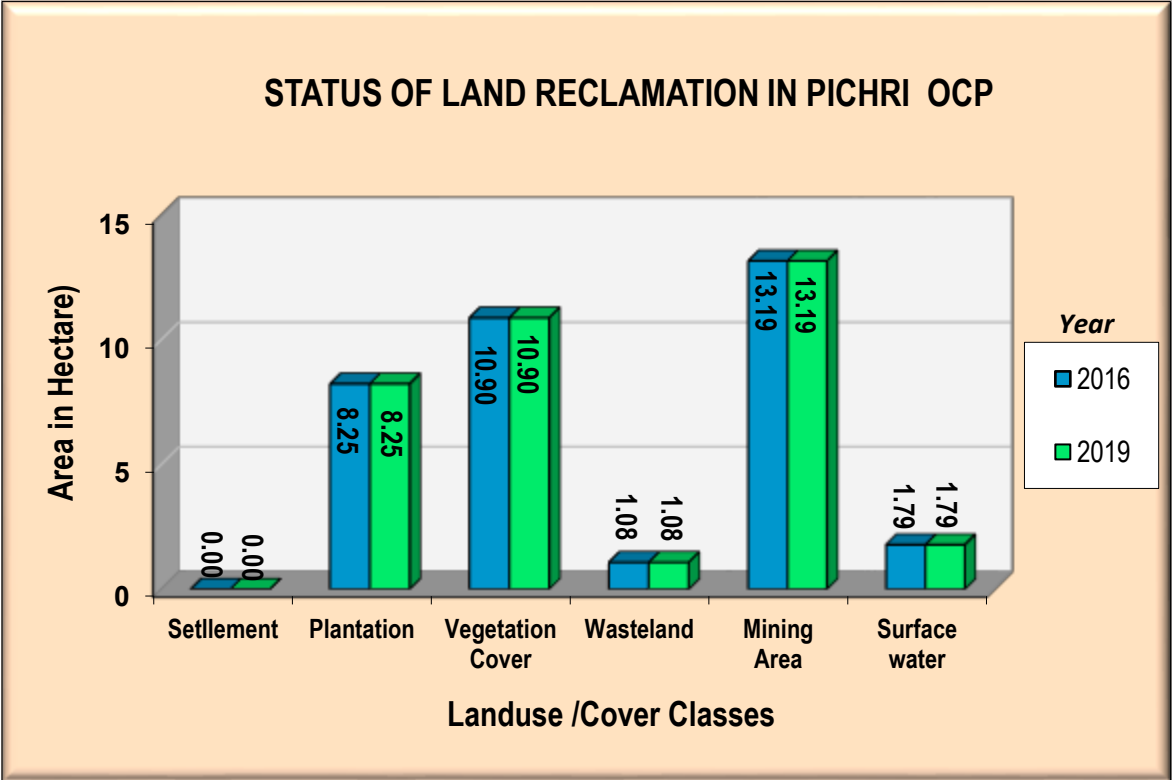 STATUS OF LAND RECLAMATION IN PICHRI OCP
Area in Hectare)
15
10
5
0
0.00
0.00
8.25
8.25
10.90
10.90
1.08
1.08
13.19
13.19
1.79
1.79
Setllement
Plantation
Vegetation
Cover
Wasteland
Mining
Area
Surface
water
Landuse /Cover Classes
Year
2016
2019